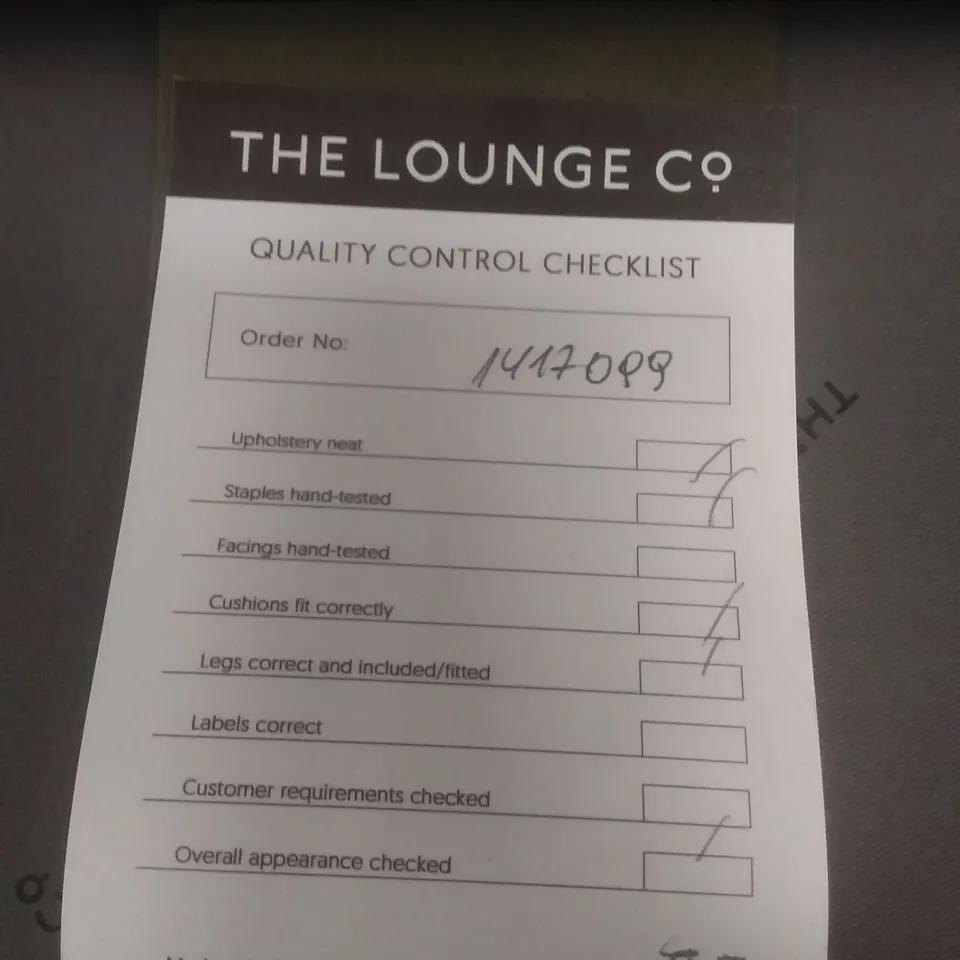 THE LOUNGE Co
QUALITY CONTROL CHECKLIST
Order No: 1417099
Upholstery neat
Staples hand-tested
Facings hand-tested
Cushions fit correctly
Legs correct and included/fitted
Labels correct
Customer requirements checked
Overall appearance checked